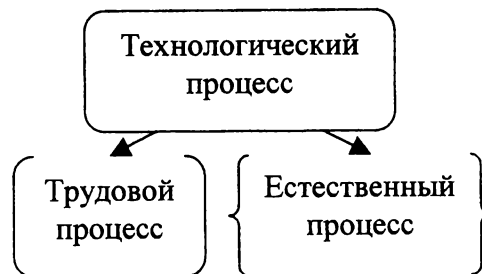 Технологический
процесс
Трудовой
процесс
Естественный
процесс